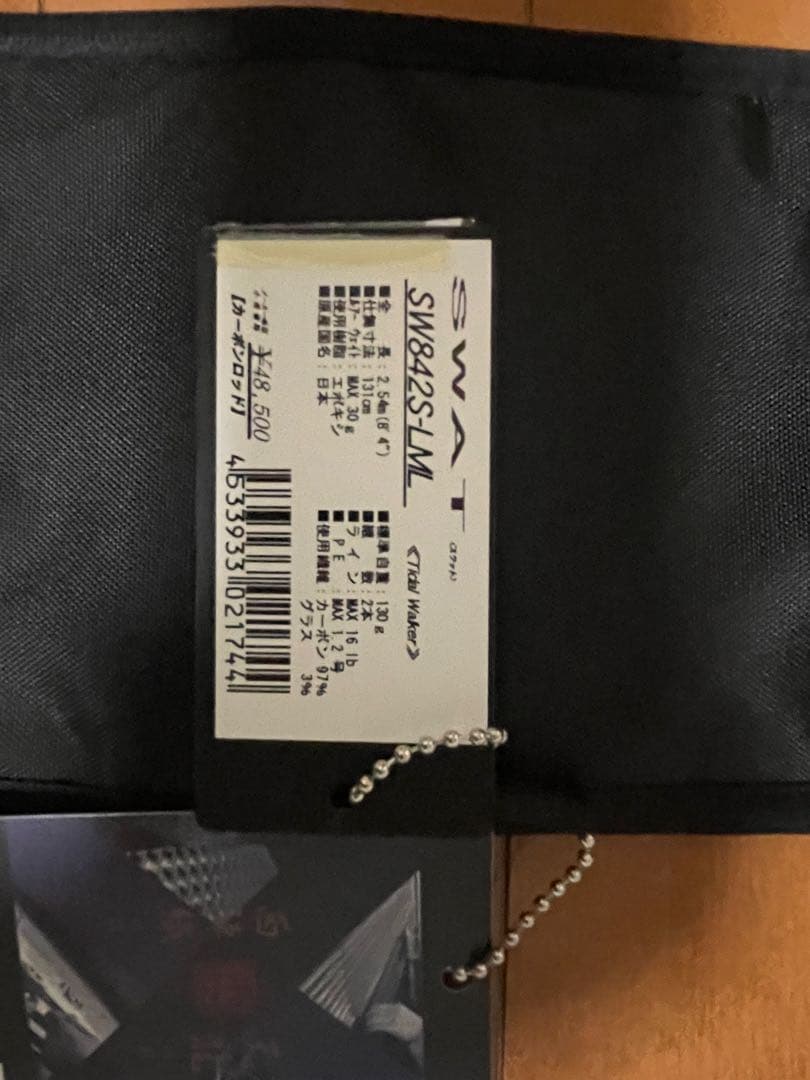 SWAT (スワット)
SW842S-LML ≪Tidal Waker≫
■全　長：2.54m(8'4") ■標準自重：130g
■仕舞寸法：131cm ■継　数：2本
■ルアーウェイト：MAX 30g ■ライン：MAX 16 lb
■使用樹脂：エポキシ ■PE：MAX 1.2号
■原産国名：日本 ■使用繊維：カーボン 97%
グラス 3%
¥48,500
【カーボンロッド】
4533933021744